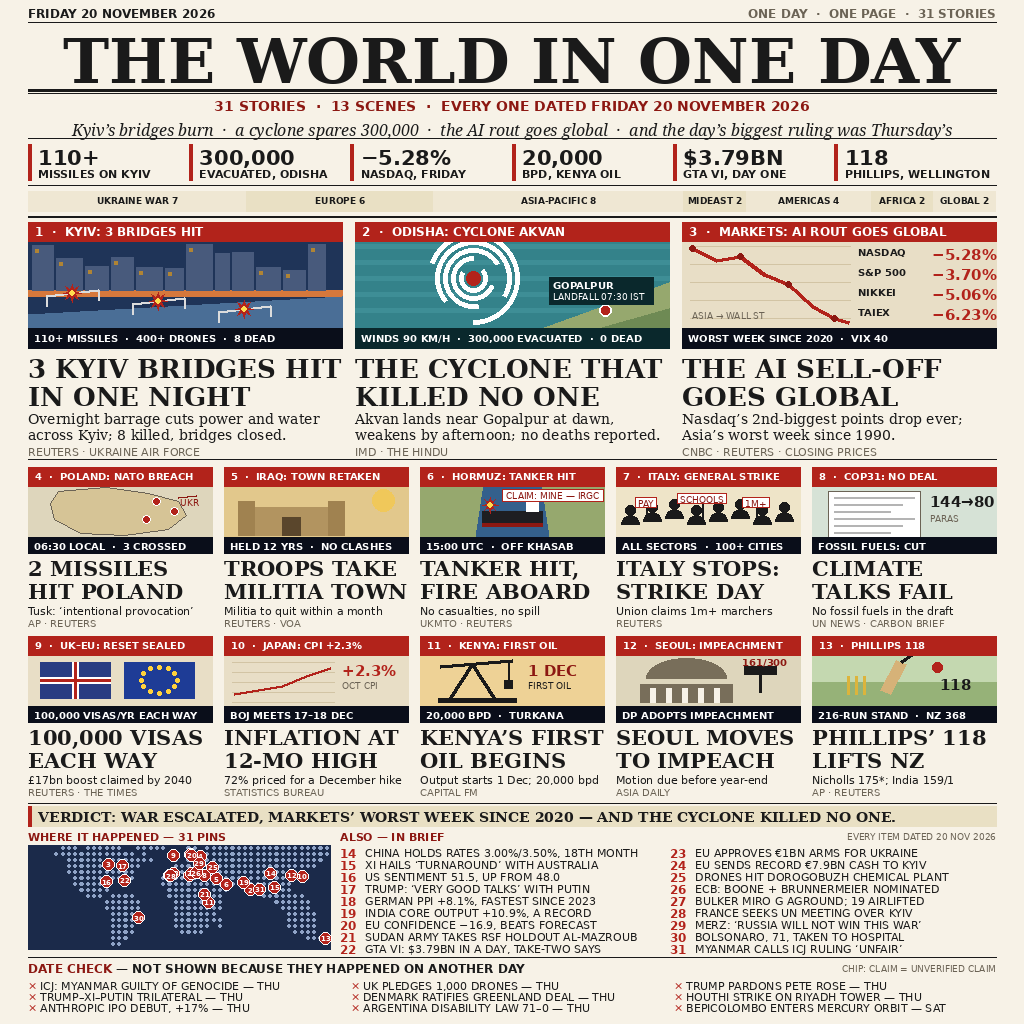 FRIDAY 20 NOVEMBER 2026
ONE DAY · ONE PAGE · 31 STORIES
THE WORLD IN ONE DAY
31 STORIES · 13 SCENES · EVERY ONE DATED FRIDAY 20 NOVEMBER 2026
Kyiv’s bridges burn · a cyclone spares 300,000 · the AI rout goes global · and the day’s biggest ruling was Thursday’s
110+
MISSILES ON KYIV
300,000
EVACUATED, ODISHA
−5.28%
NASDAQ, FRIDAY
20,000
BPD, KENYA OIL
$3.79BN
GTA VI, DAY ONE
118
PHILLIPS, WELLINGTON
UKRAINE WAR 7
EUROPE 6
ASIA-PACIFIC 8
MIDEAST 2
AMERICAS 4
AFRICA 2
GLOBAL 2
1 · KYIV: 3 BRIDGES HIT
110+ MISSILES · 400+ DRONES · 8 DEAD
3 KYIV BRIDGES HIT
IN ONE NIGHT
Overnight barrage cuts power and water
across Kyiv; 8 killed, bridges closed.
REUTERS · UKRAINE AIR FORCE
2 · ODISHA: CYCLONE AKVAN
GOPALPUR
LANDFALL 07:30 IST
WINDS 90 KM/H · 300,000 EVACUATED · 0 DEAD
THE CYCLONE THAT
KILLED NO ONE
Akvan lands near Gopalpur at dawn,
weakens by afternoon; no deaths reported.
IMD · THE HINDU
3 · MARKETS: AI ROUT GOES GLOBAL
NASDAQ −5.28%
S&P 500 −3.70%
NIKKEI −5.06%
TAIEX −6.23%
ASIA → WALL ST
WORST WEEK SINCE 2020 · VIX 40
THE AI SELL-OFF
GOES GLOBAL
Nasdaq’s 2nd-biggest points drop ever;
Asia’s worst week since 1990.
CNBC · REUTERS · CLOSING PRICES
4 · POLAND: NATO BREACH
UKR
06:30 LOCAL · 3 CROSSED
2 MISSILES
HIT POLAND
Tusk: ‘intentional provocation’
AP · REUTERS
5 · IRAQ: TOWN RETAKEN
HELD 12 YRS · NO CLASHES
TROOPS TAKE
MILITIA TOWN
Militia to quit within a month
REUTERS · VOA
6 · HORMUZ: TANKER HIT
CLAIM: MINE — IRGC
15:00 UTC · OFF KHASAB
TANKER HIT,
FIRE ABOARD
No casualties, no spill
UKMTO · REUTERS
7 · ITALY: GENERAL STRIKE
PAY
SCHOOLS
1M+
ALL SECTORS · 100+ CITIES
ITALY STOPS:
STRIKE DAY
Union claims 1m+ marchers
REUTERS
8 · COP31: NO DEAL
144→80
PARAS
FOSSIL FUELS: CUT
CLIMATE
TALKS FAIL
No fossil fuels in the draft
UN NEWS · CARBON BRIEF
9 · UK–EU: RESET SEALED
100,000 VISAS/YR EACH WAY
100,000 VISAS
EACH WAY
£17bn boost claimed by 2040
REUTERS · THE TIMES
10 · JAPAN: CPI +2.3%
+2.3%
OCT CPI
BOJ MEETS 17–18 DEC
INFLATION AT
12-MO HIGH
72% priced for a December hike
STATISTICS BUREAU
11 · KENYA: FIRST OIL
1 DEC
FIRST OIL
20,000 BPD · TURKANA
KENYA’S FIRST
OIL BEGINS
Output starts 1 Dec; 20,000 bpd
CAPITAL FM
12 · SEOUL: IMPEACHMENT
161/300
DP ADOPTS IMPEACHMENT
SEOUL MOVES
TO IMPEACH
Motion due before year-end
ASIA DAILY
13 · PHILLIPS 118
118
216-RUN STAND · NZ 368
PHILLIPS’ 118
LIFTS NZ
Nicholls 175*; India 159/1
AP · REUTERS
VERDICT: WAR ESCALATED, MARKETS’ WORST WEEK SINCE 2020 — AND THE CYCLONE KILLED NO ONE.
WHERE IT HAPPENED — 31 PINS
3
17
16
22
9
30
13
14
15
19
12
10
6
5
25
21
11
31
ALSO — IN BRIEF
EVERY ITEM DATED 20 NOV 2026
14 CHINA HOLDS RATES 3.00%/3.50%, 18TH MONTH
15 XI HAILS ‘TURNAROUND’ WITH AUSTRALIA
16 US SENTIMENT 51.5, UP FROM 48.0
17 TRUMP: ‘VERY GOOD TALKS’ WITH PUTIN
18 GERMAN PPI +8.1%, FASTEST SINCE 2023
19 INDIA CORE OUTPUT +10.9%, A RECORD
20 EU CONFIDENCE −16.9, BEATS FORECAST
21 SUDAN ARMY TAKES RSF HOLDOUT AL-MAZROUB
22 GTA VI: $3.79BN IN A DAY, TAKE-TWO SAYS
23 EU APPROVES €1BN ARMS FOR UKRAINE
24 EU SENDS RECORD €7.9BN CASH TO KYIV
25 DRONES HIT DOROGOBUZH CHEMICAL PLANT
26 ECB: BOONE + BRUNNERMEIER NOMINATED
27 BULKER MIRO G AGROUND; 19 AIRLIFTED
28 FRANCE SEEKS UN MEETING OVER KYIV
29 MERZ: ‘RUSSIA WILL NOT WIN THIS WAR’
30 BOLSONARO, 71, TAKEN TO HOSPITAL
31 MYANMAR CALLS ICJ RULING ‘UNFAIR’
DATE CHECK — NOT SHOWN BECAUSE THEY HAPPENED ON ANOTHER DAY
CHIP: CLAIM = UNVERIFIED CLAIM
× ICJ: MYANMAR GUILTY OF GENOCIDE — THU
× TRUMP–XI–PUTIN TRILATERAL — THU
× ANTHROPIC IPO DEBUT, +17% — THU
× UK PLEDGES 1,000 DRONES — THU
× DENMARK RATIFIES GREENLAND DEAL — THU
× ARGENTINA DISABILITY LAW 71–0 — THU
× TRUMP PARDONS PETE ROSE — THU
× HOUTHI STRIKE ON RIYADH TOWER — THU
× BEPICOLOMBO ENTERS MERCURY ORBIT — SAT